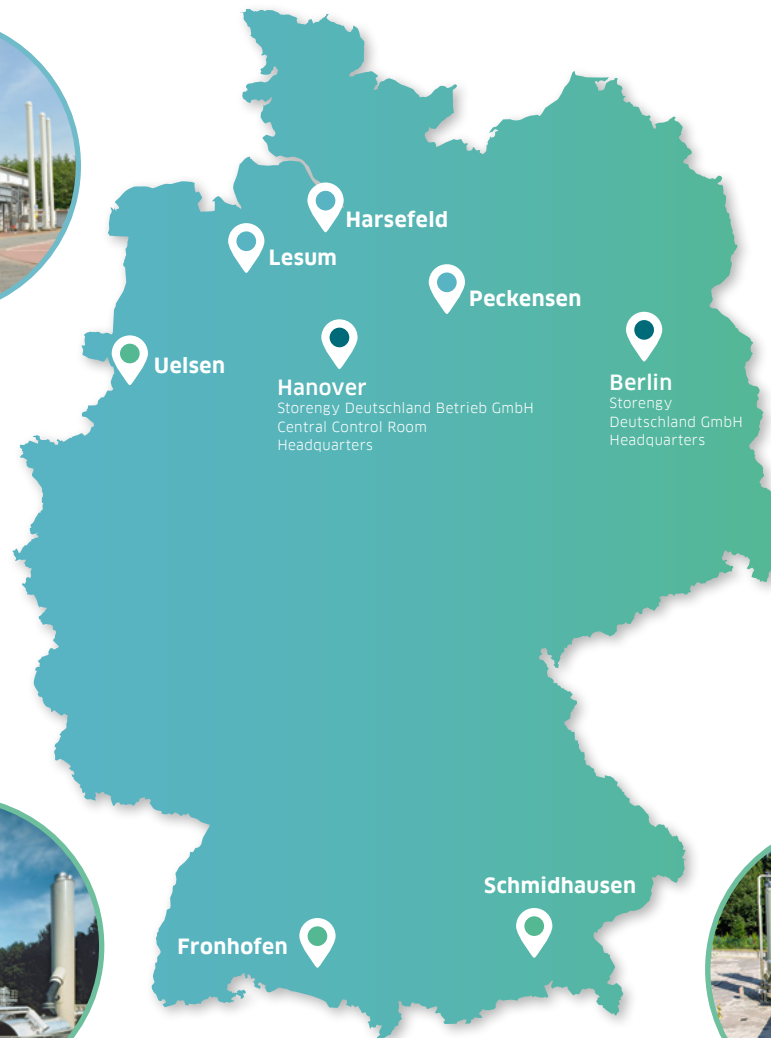 Harsefeld
Lesum
Peckensen
Uelsen
Hanover
Storengy Deutschland Betrieb GmbH
Central Control Room
Headquarters
Berlin
Storengy
Deutschland GmbH
Headquarters
Schmidhausen
Fronhofen